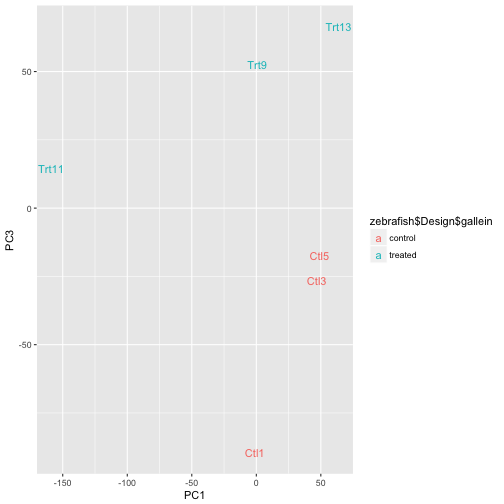 Trt13
Trt9
50
Trt11
0
PC3
zebrafish$Design$gallein
a control
a treated
Ctl5
Ctl3
-50
Ctl1
-150 -100 -50 0 50
PC1